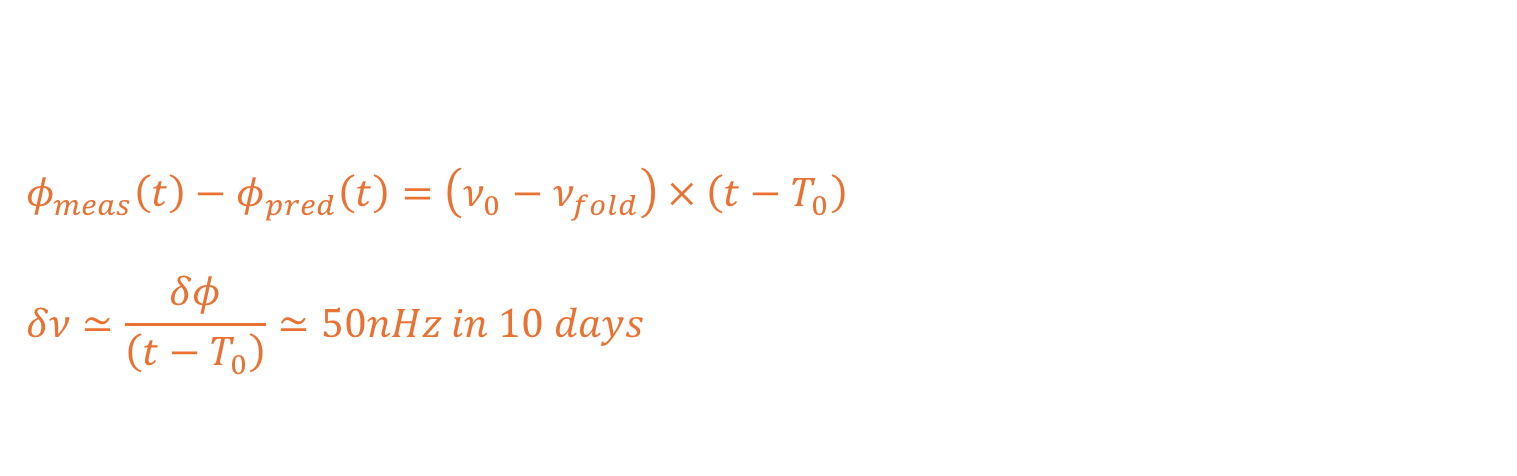 ϕ_meas(t) − ϕ_pred(t) = (ν_0 − ν_fold) × (t − T_0)
δν ≃ δϕ / (t − T_0) ≃ 50nHz in 10 days